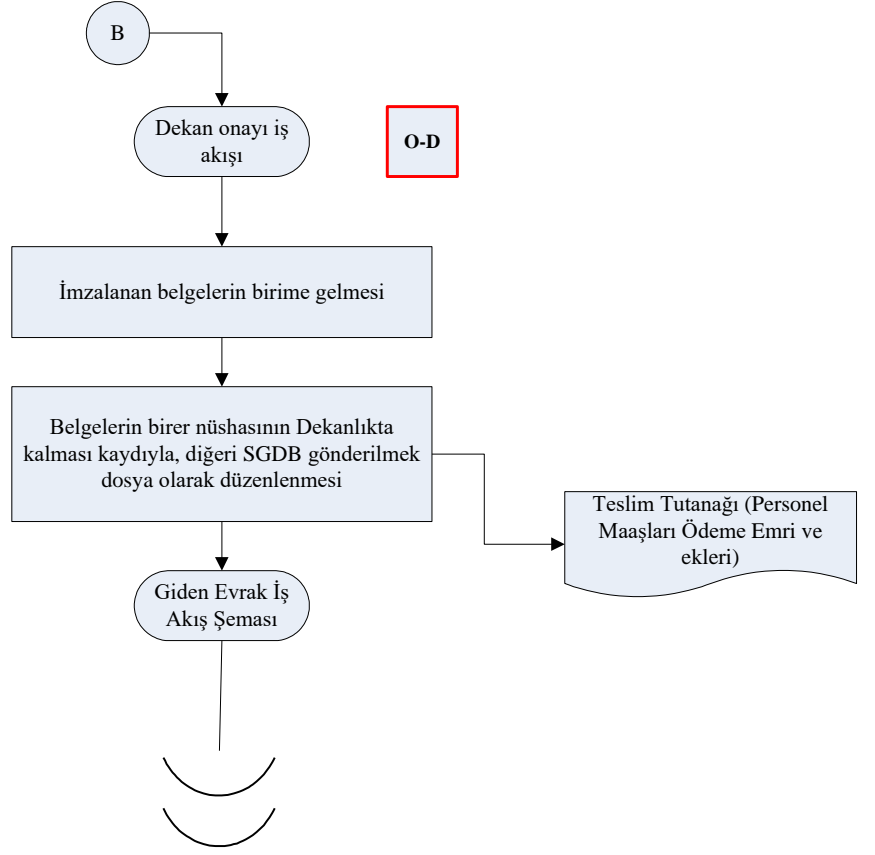 B
Dekan onayı iş
akışı
O-D
İmzalanan belgelerin birime gelmesi
Belgelerin birer nüshasının Dekanlıkta
kalması kaydıyla, diğeri SGDB gönderilmek
dosya olarak düzenlenmesi
Teslim Tutanağı (Personel
Maaşları Ödeme Emri ve
ekleri)
Giden Evrak İş
Akış Şeması